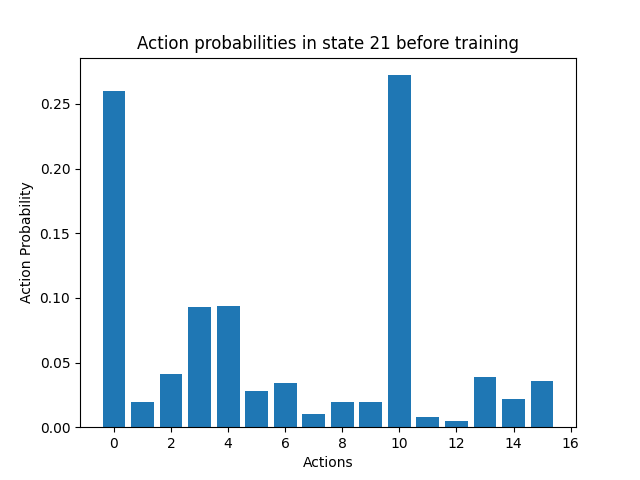 Action probabilities in state 21 before training
0.25
0.20
0.15
0.10
0.05
0.00
Action Probability
0 2 4 6 8 10 12 14 16
Actions